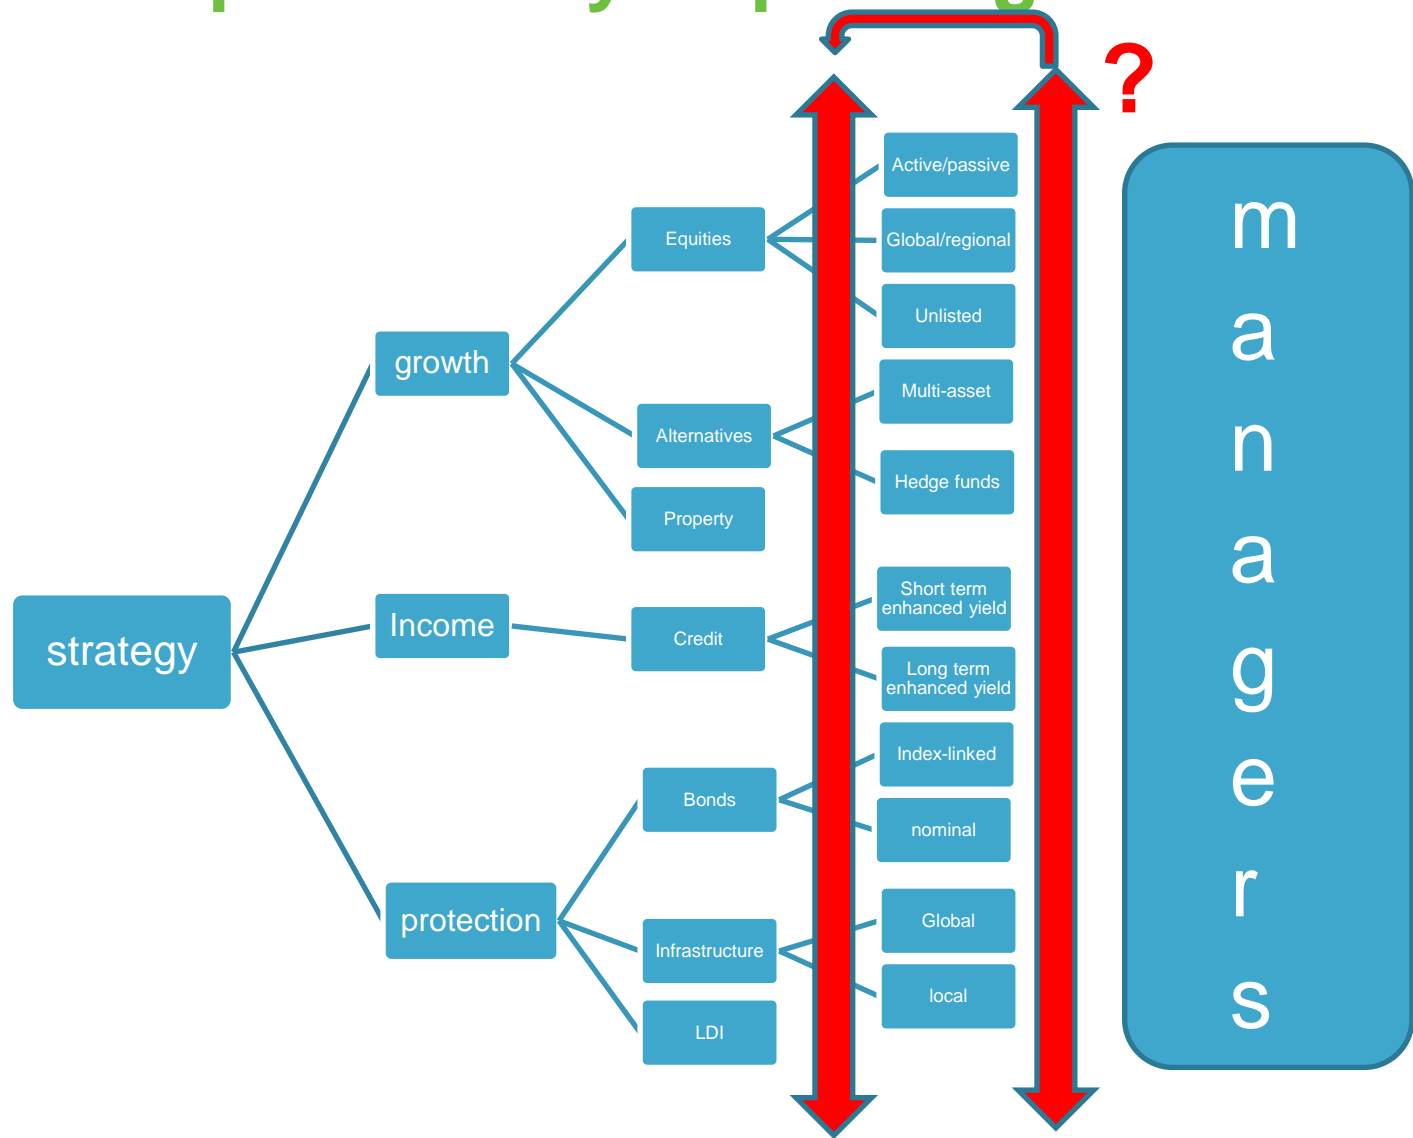 ?
Active/passive
Equities
Global/regional
Unlisted
growth
Multi-asset
Alternatives
Hedge funds
Property
Short term
enhanced yield
Income
Credit
strategy
Long term
enhanced yield
Index-linked
Bonds
nominal
protection
Global
Infrastructure
local
LDI
m
a
n
a
g
e
r
s